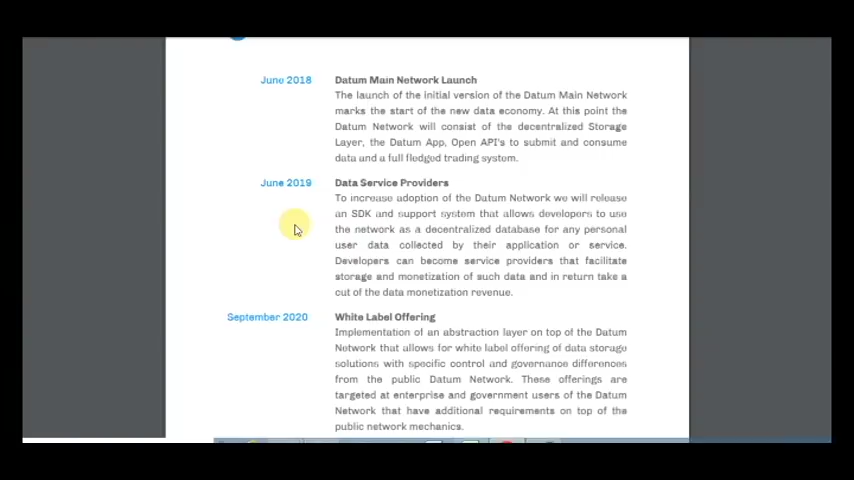 June 2018 Datum Main Network Launch
The launch of the initial version of the Datum Main Network
marks the start of the new data economy. At this point the
Datum Network will consist of the decentralized Storage
Layer, the Datum App, Open API's to submit and consume
data and a full fledged trading system.
June 2019 Data Service Providers
To increase adoption of the Datum Network we will release
an SDK and support system that allows developers to use
the network as a decentralized database for any personal
user data collected by their application or service.
Developers can become service providers that facilitate
storage and monetization of such data and in return take a
cut of the data monetization revenue.
September 2020 White Label Offering
Implementation of an abstraction layer on top of the Datum
Network that allows for white label offering of data storage
solutions with specific control and governance differences
from the public Datum Network. These offerings are
targeted at enterprise and government users of the Datum
Network that have additional requirements on top of the
public network mechanics.